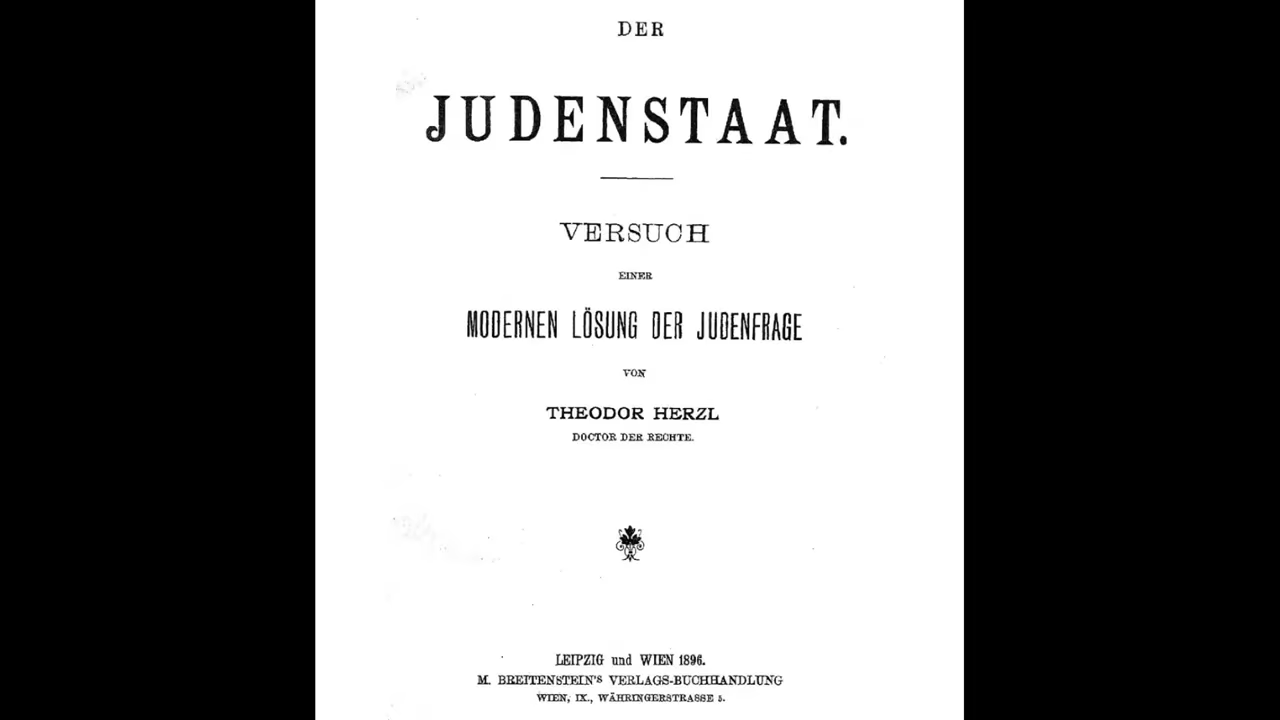 DER
JUDENSTAAT.
VERSUCH
EINER
MODERNEN LÖSUNG DER JUDENFRAGE
VON
THEODOR HERZL
DOCTOR DER RECHTE.
LEIPZIG und WIEN 1896.
M. BREITENSTEIN'S VERLAGS-BUCHHANDLUNG
WIEN, IX., WÄHRINGERSTRASSE 5.